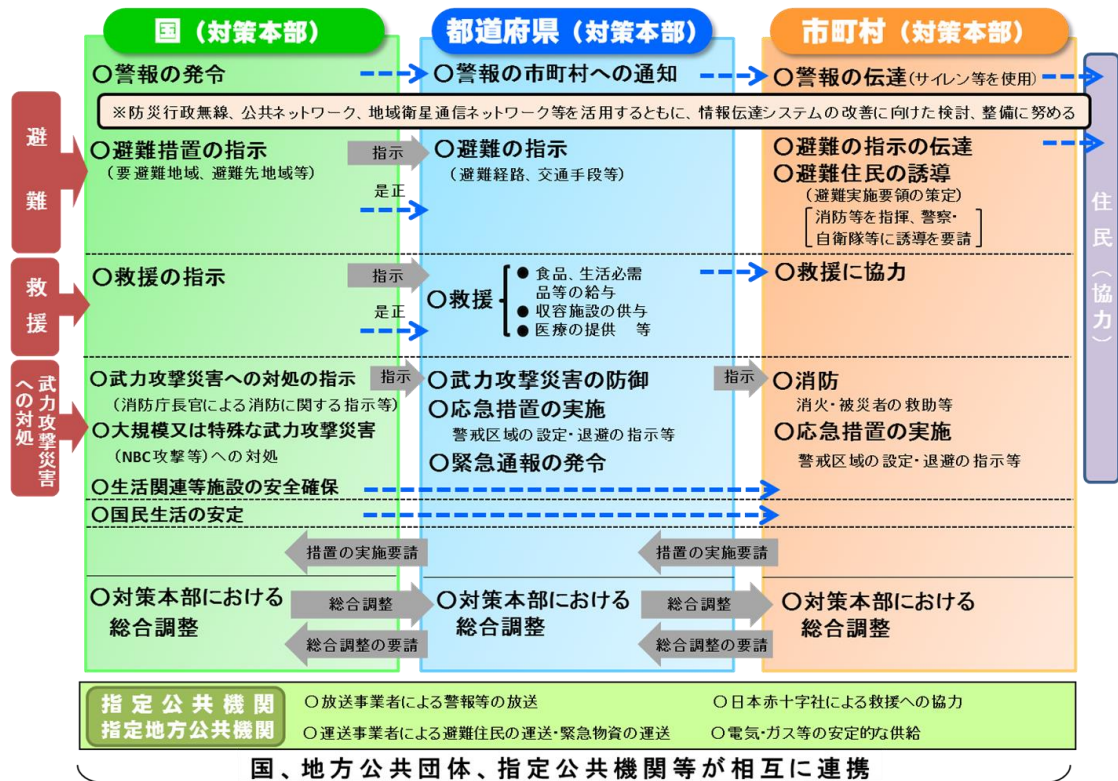 国（対策本部）
都道府県（対策本部）
市町村（対策本部）
○警報の発令
○警報の市町村への通知
○警報の伝達(サイレン等を使用)
※防災行政無線、公共ネットワーク、地域衛星通信ネットワーク等を活用するともに、情報伝達システムの改善に向けた検討、整備に努める
避難
○避難措置の指示
（要避難地域、避難先地域等）
指示
是正
○避難の指示
（避難経路、交通手段等）
○避難の指示の伝達
○避難住民の誘導
（避難実施要領の策定）
消防等を指揮、警察・
自衛隊等に誘導を要請
住民（協力）
救援
○救援の指示
指示
是正
○救援
● 食品、生活必需
品等の給与
● 収容施設の供与
● 医療の提供 等
○救援に協力
武力攻撃災害
への対処
○武力攻撃災害への対処の指示
（消防庁長官による消防に関する指示等）
○大規模又は特殊な武力攻撃災害
（NBC攻撃等）への対処
指示
○武力攻撃災害の防御
○応急措置の実施
警戒区域の設定・退避の指示等
○緊急通報の発令
指示
○消防
消火・被災者の救助等
○応急措置の実施
警戒区域の設定・退避の指示等
○生活関連等施設の安全確保
○国民生活の安定
措置の実施要請
措置の実施要請
○対策本部における
総合調整
総合調整
総合調整の要請
○対策本部における
総合調整
総合調整
総合調整の要請
○対策本部における
総合調整
指定公共機関
指定地方公共機関
○放送事業者による警報等の放送
○日本赤十字社による救援への協力
○運送事業者による避難住民の運送・緊急物資の運送
○電気・ガス等の安定的な供給
国、地方公共団体、指定公共機関等が相互に連携